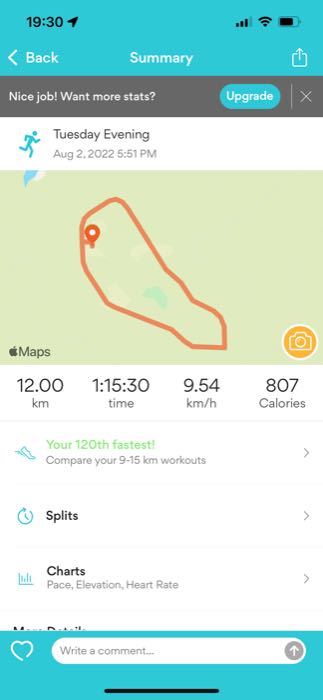 19:30
Back
Summary
Nice job! Want more stats?
Upgrade
Tuesday Evening
Aug 2, 2022 5:51 PM
Maps
12.00
1:15:30
9.54
807
km
time
km/h
Calories
Your 120th fastest!
Compare your 9-15 km workouts
Splits
Charts
Pace, Elevation, Heart Rate
More Details
Write a comment...